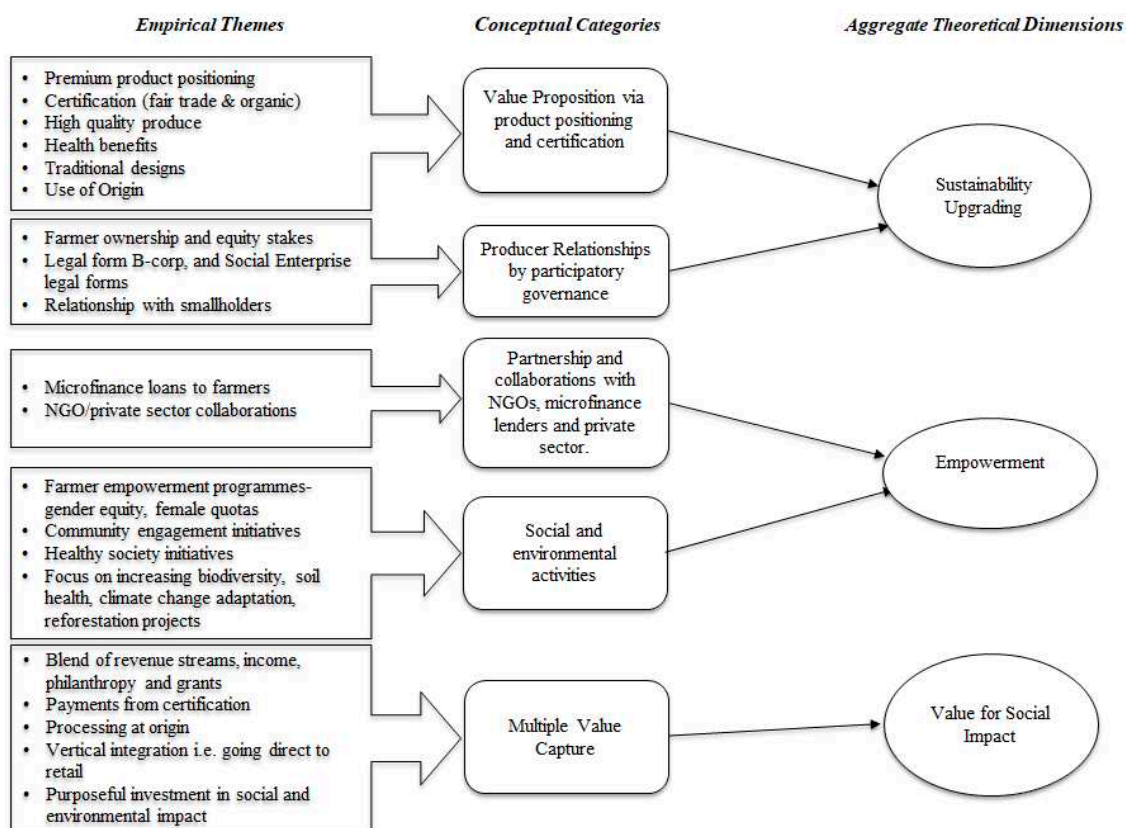 Empirical Themes
Conceptual Categories
Aggregate Theoretical Dimensions
• Premium product positioning
• Certification (fair trade & organic)
• High quality produce
• Health benefits
• Traditional designs
• Use of Origin
Value Proposition via
product positioning
and certification
Sustainability
Upgrading
• Farmer ownership and equity stakes
• Legal form B-corp, and Social Enterprise
legal forms
• Relationship with smallholders
Producer Relationships
by participatory
governance
• Microfinance loans to farmers
• NGO/private sector collaborations
Partnership and
collaborations with
NGOs, microfinance
lenders and private
sector.
Empowerment
• Farmer empowerment programmes-
gender equity, female quotas
• Community engagement initiatives
• Healthy society initiatives
• Focus on increasing biodiversity, soil
health, climate change adaptation,
reforestation projects
Social and
environmental
activities
• Blend of revenue streams, income,
philanthropy and grants
• Payments from certification
• Processing at origin
• Vertical integration i.e. going direct to
retail
• Purposeful investment in social and
environmental impact
Multiple Value
Capture
Value for Social
Impact